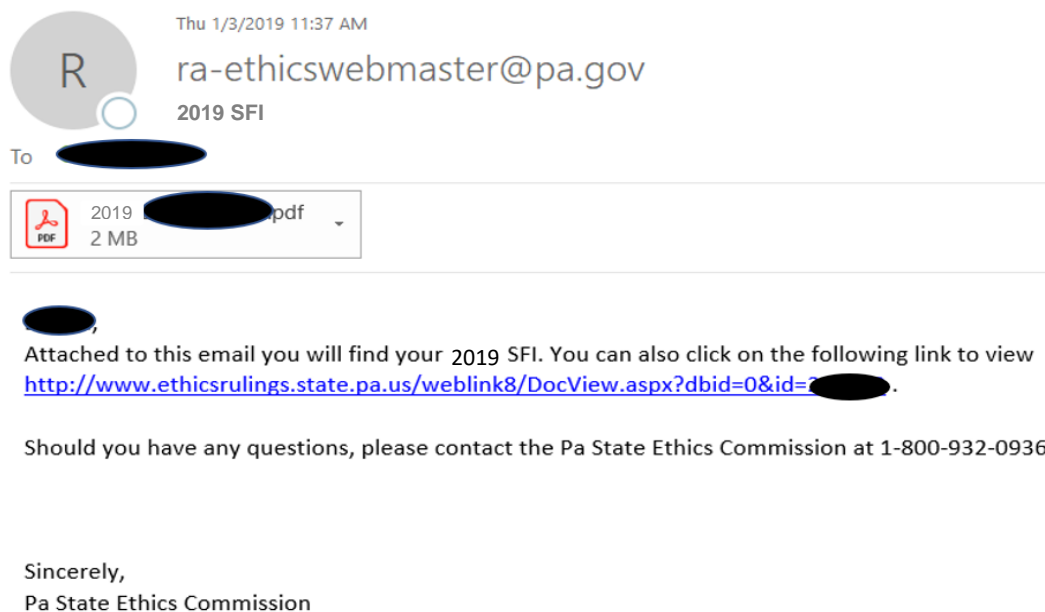 Thu 1/3/2019 11:37 AM
R
ra-ethicswebmaster@pa.gov
2019 SFI
To
2019 pdf
PDF
2 MB
,
Attached to this email you will find your 2019 SFI. You can also click on the following link to view
http://www.ethicsrulings.state.pa.us/weblink8/DocView.aspx?dbid=0&id= .
Should you have any questions, please contact the Pa State Ethics Commission at 1-800-932-0936
Sincerely,
Pa State Ethics Commission